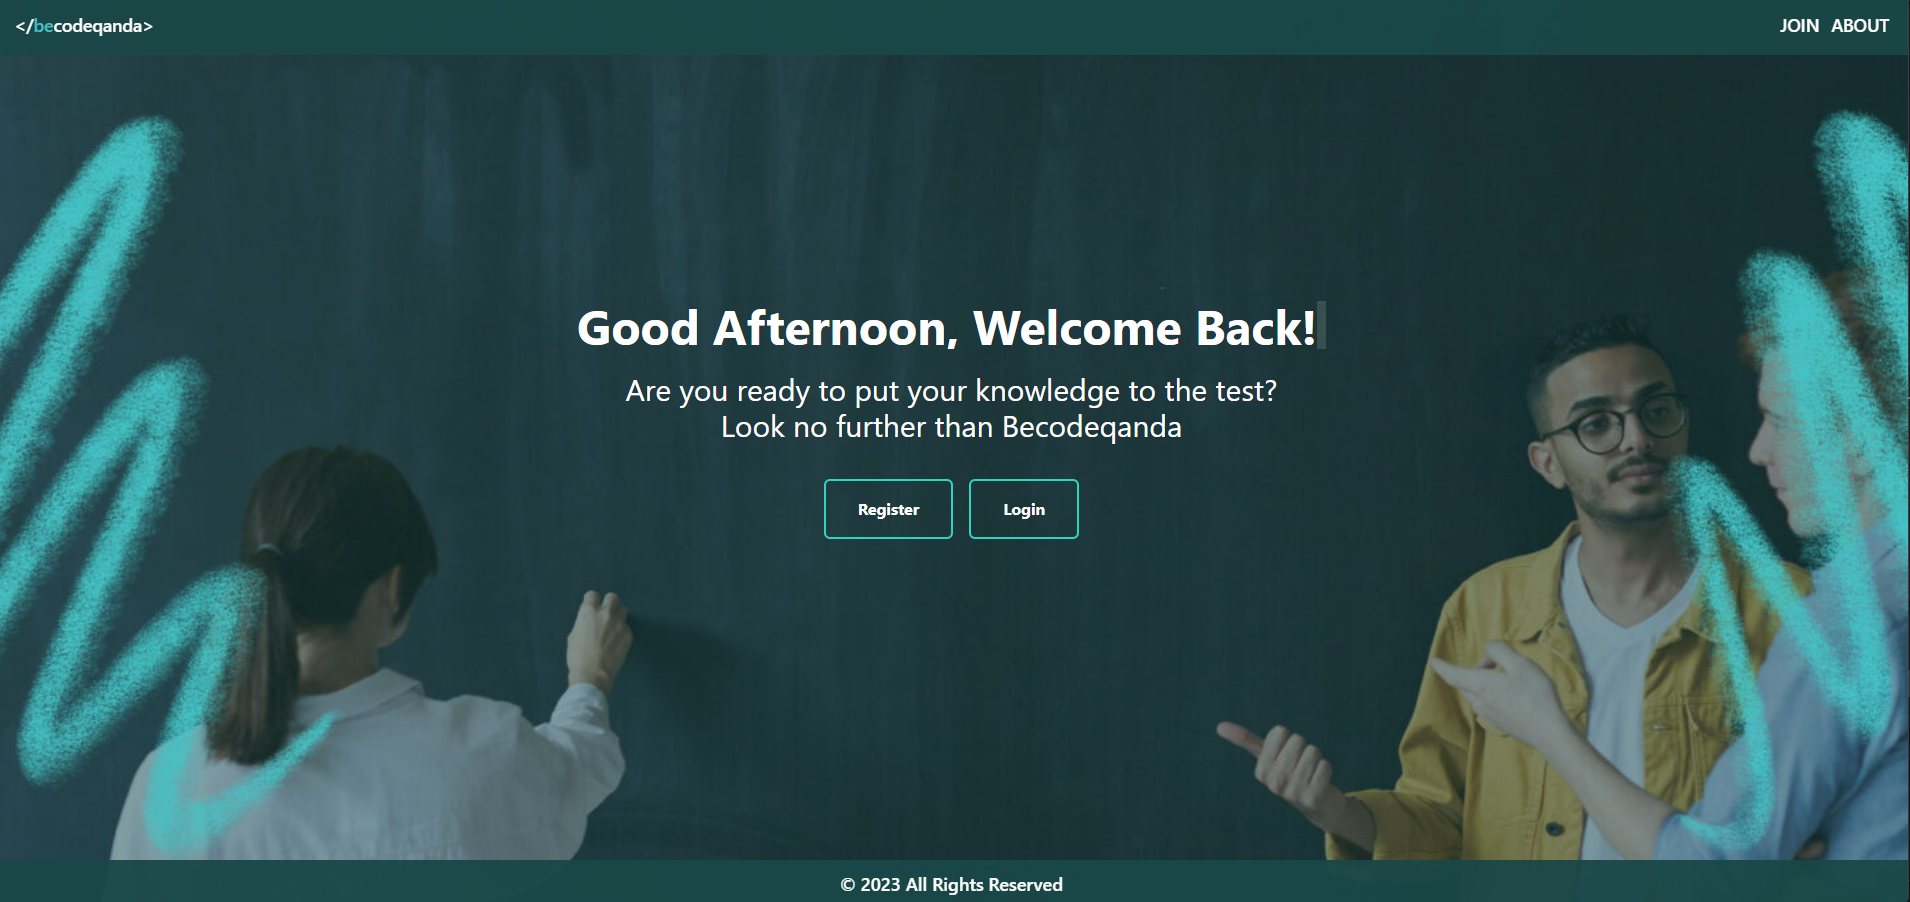 </becodeqanda>
JOIN ABOUT
Good Afternoon, Welcome Back!
Are you ready to put your knowledge to the test?
Look no further than Becodeqanda
Register Login
© 2023 All Rights Reserved